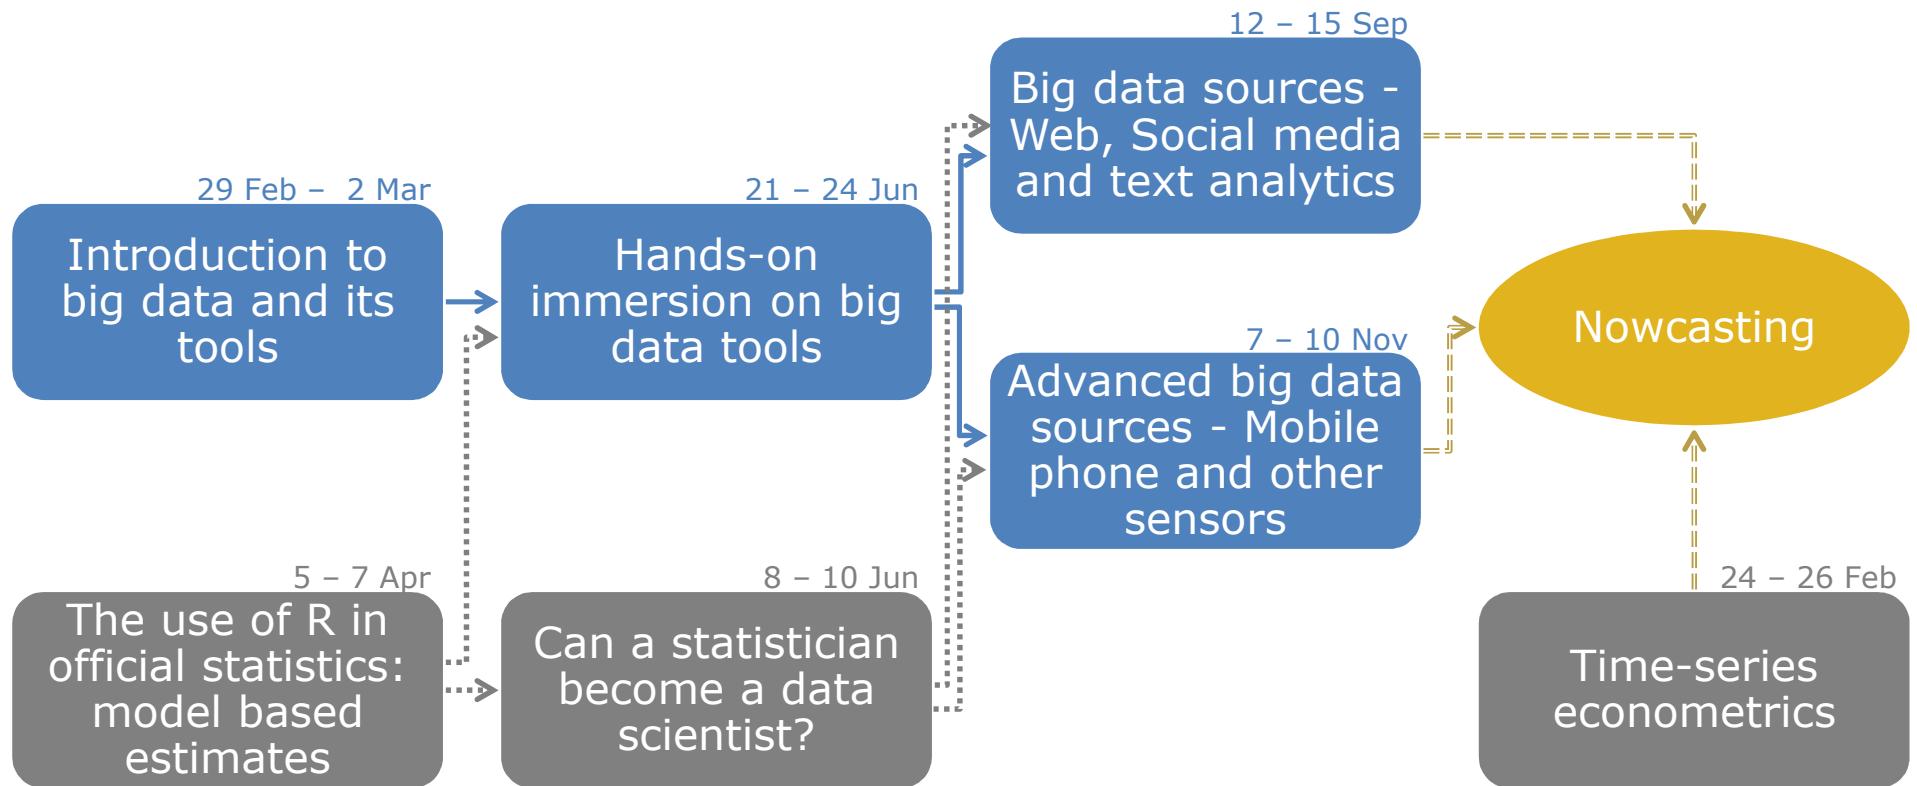 12 – 15 Sep
Big data sources -
Web, Social media
and text analytics
29 Feb – 2 Mar
Introduction to
big data and its
tools
21 – 24 Jun
Hands-on
immersion on big
data tools
7 – 10 Nov
Advanced big data
sources - Mobile
phone and other
sensors
Nowcasting
5 – 7 Apr
The use of R in
official statistics:
model based
estimates
8 – 10 Jun
Can a statistician
become a data
scientist?
24 – 26 Feb
Time-series
econometrics